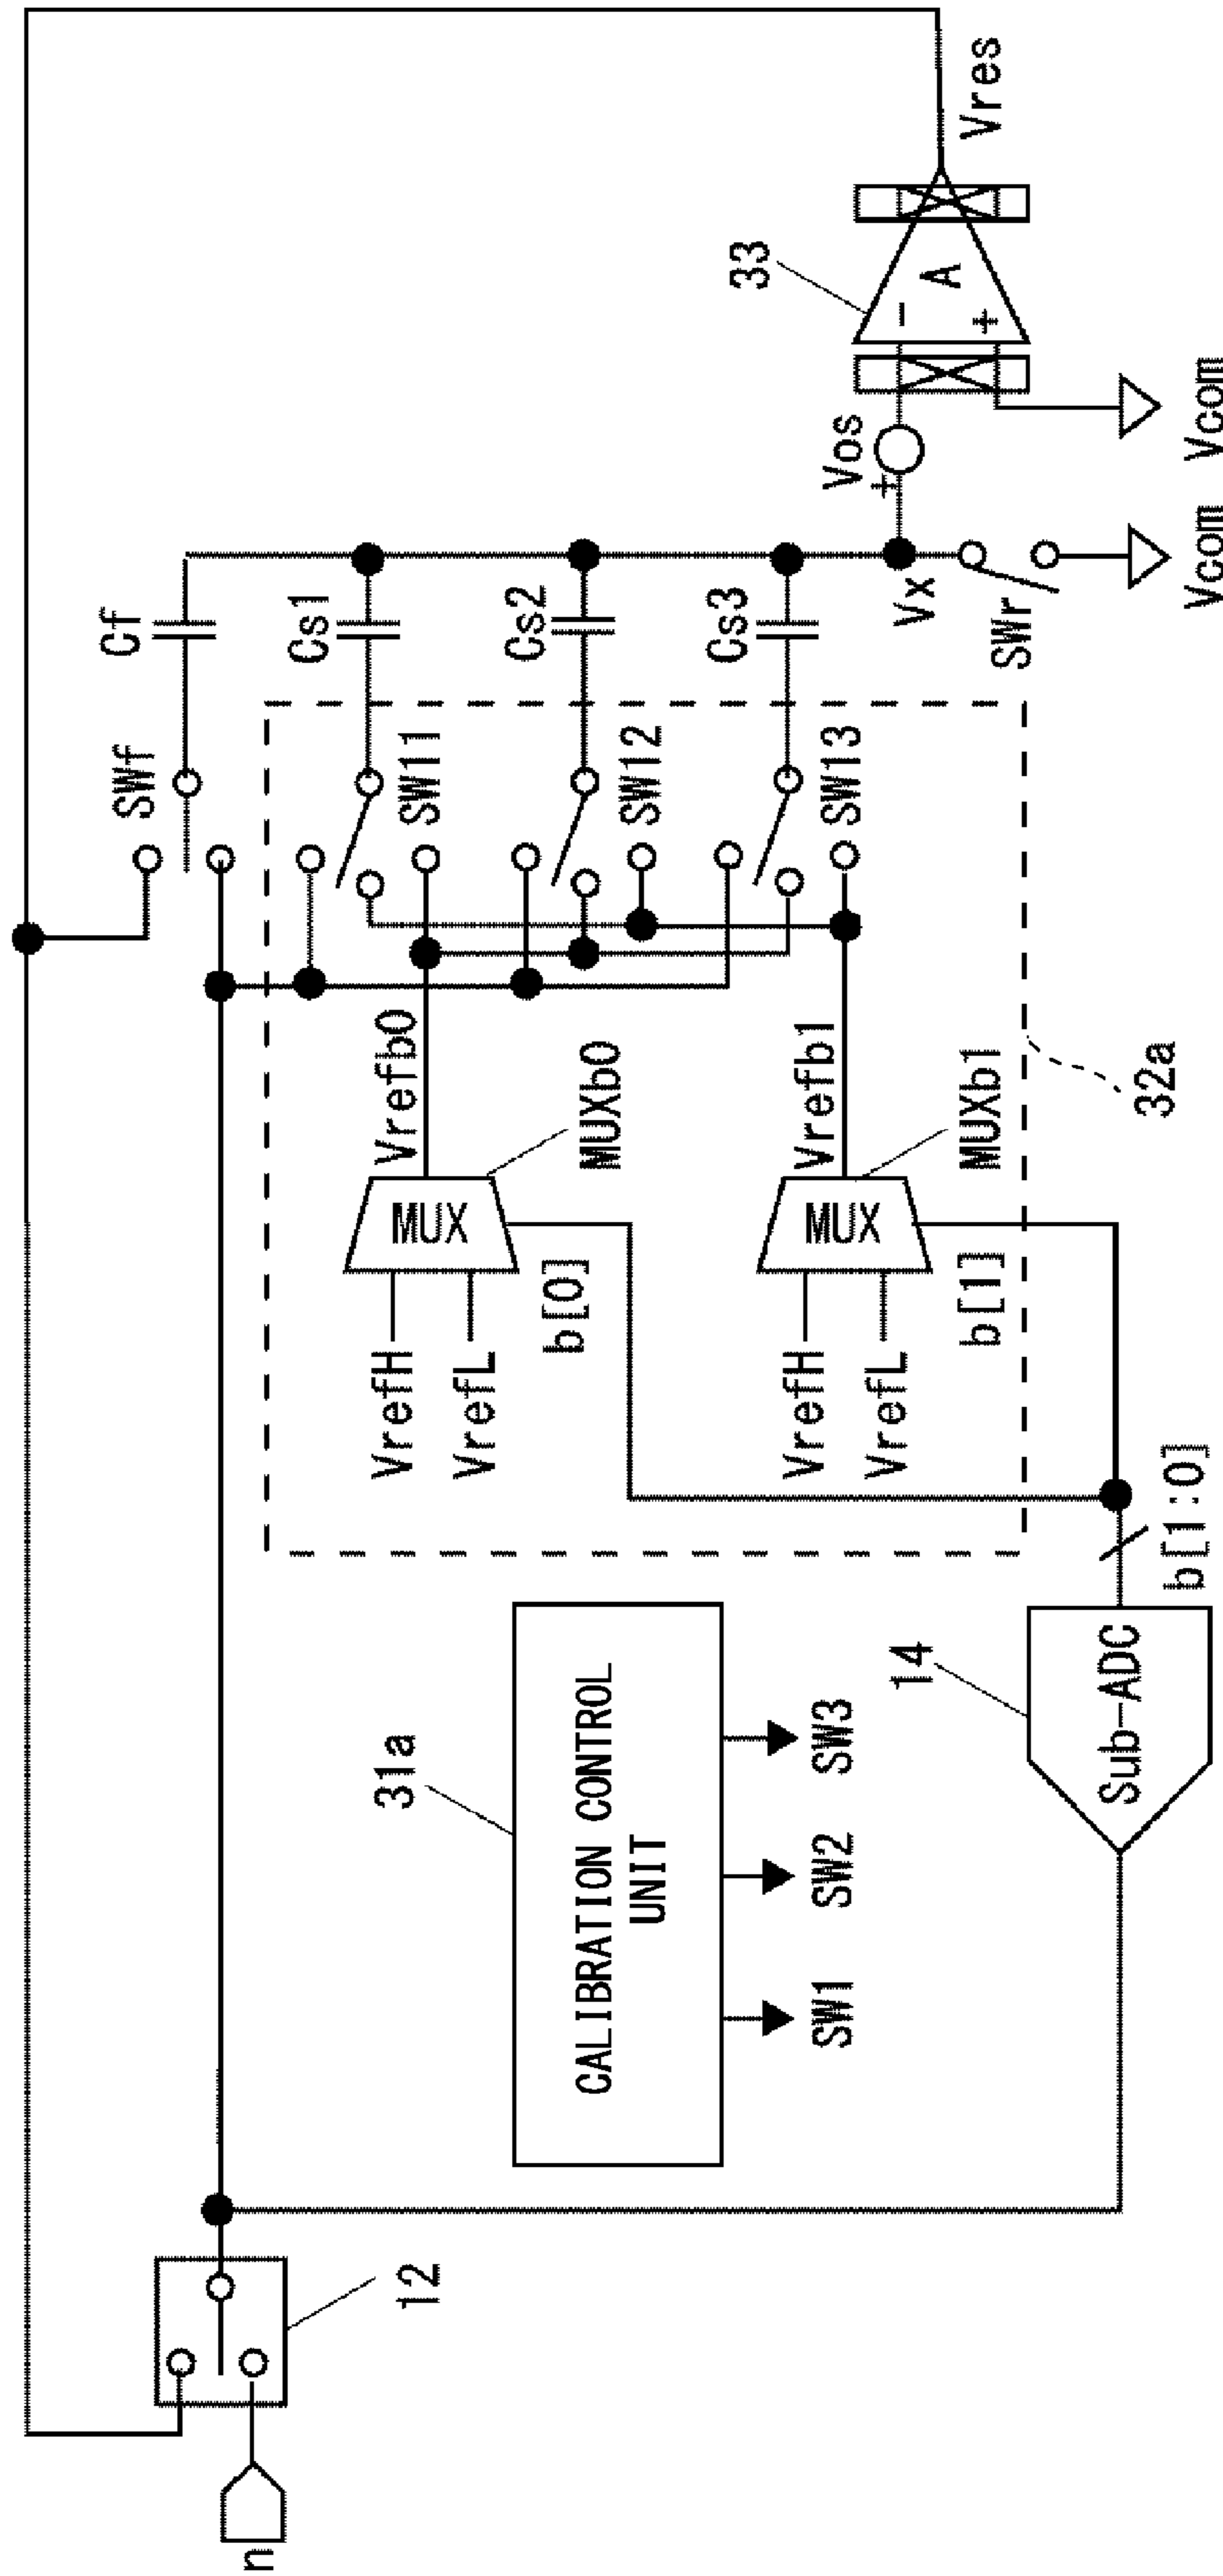 n
12
CALIBRATION CONTROL
UNIT
31a
SW1
SW2
SW3
Sub-ADC
14
b[1:0]
VrefH
VrefL
MUX
b[0]
MUXb0
Vrefb0
VrefH
VrefL
MUX
b[1]
MUXb1
Vrefb1
32a
SWf
SW11
SW12
SW13
Cf
Cs1
Cs2
Cs3
Vx
SWr
Vcom
Vos
+
-
+
A
33
Vcom
Vres